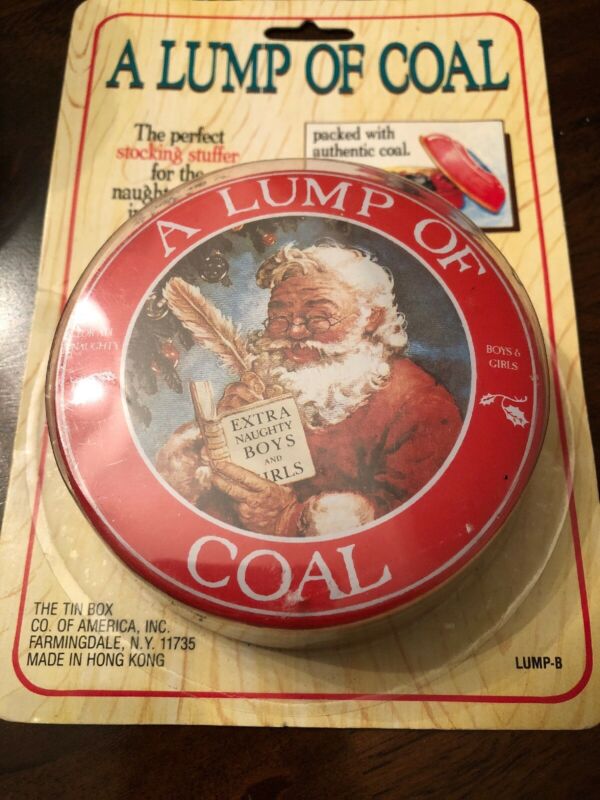 A LUMP OF COAL
The perfect
stocking stuffer
for the
packed with
authentic coal.
A LUMP OF
NAUGHTY
BOYS &
GIRLS
EXTRA
NAUGHTY
BOYS
AND
COAL
THE TIN BOX
CO. OF AMERICA, INC.
FARMINGDALE, N.Y. 11735
MADE IN HONG KONG
LUMP-B